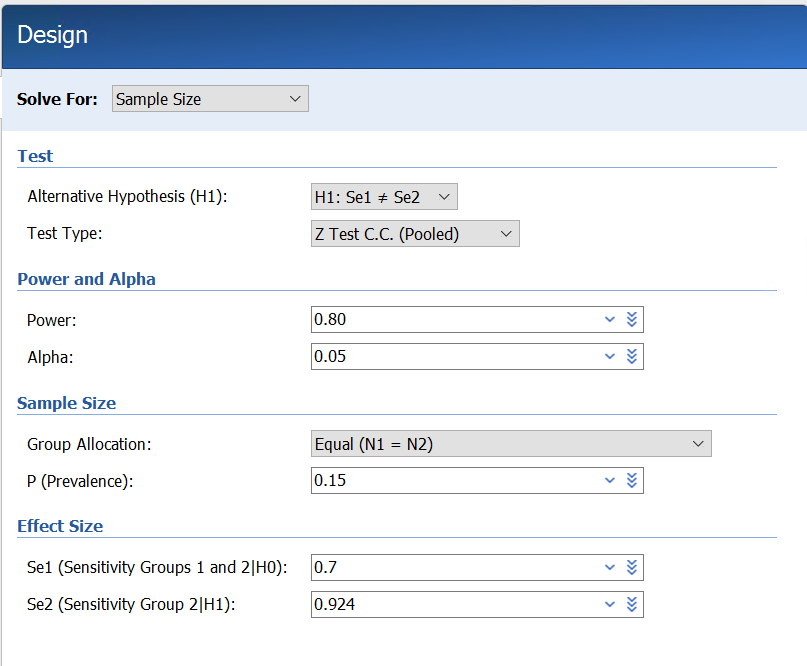 Design
Solve For: Sample Size
Test
Alternative Hypothesis (H1): H1: Se1 ≠ Se2
Test Type: Z Test C.C. (Pooled)
Power and Alpha
Power: 0.80
Alpha: 0.05
Sample Size
Group Allocation: Equal (N1 = N2)
P (Prevalence): 0.15
Effect Size
Se1 (Sensitivity Groups 1 and 2|H0): 0.7
Se2 (Sensitivity Group 2|H1): 0.924